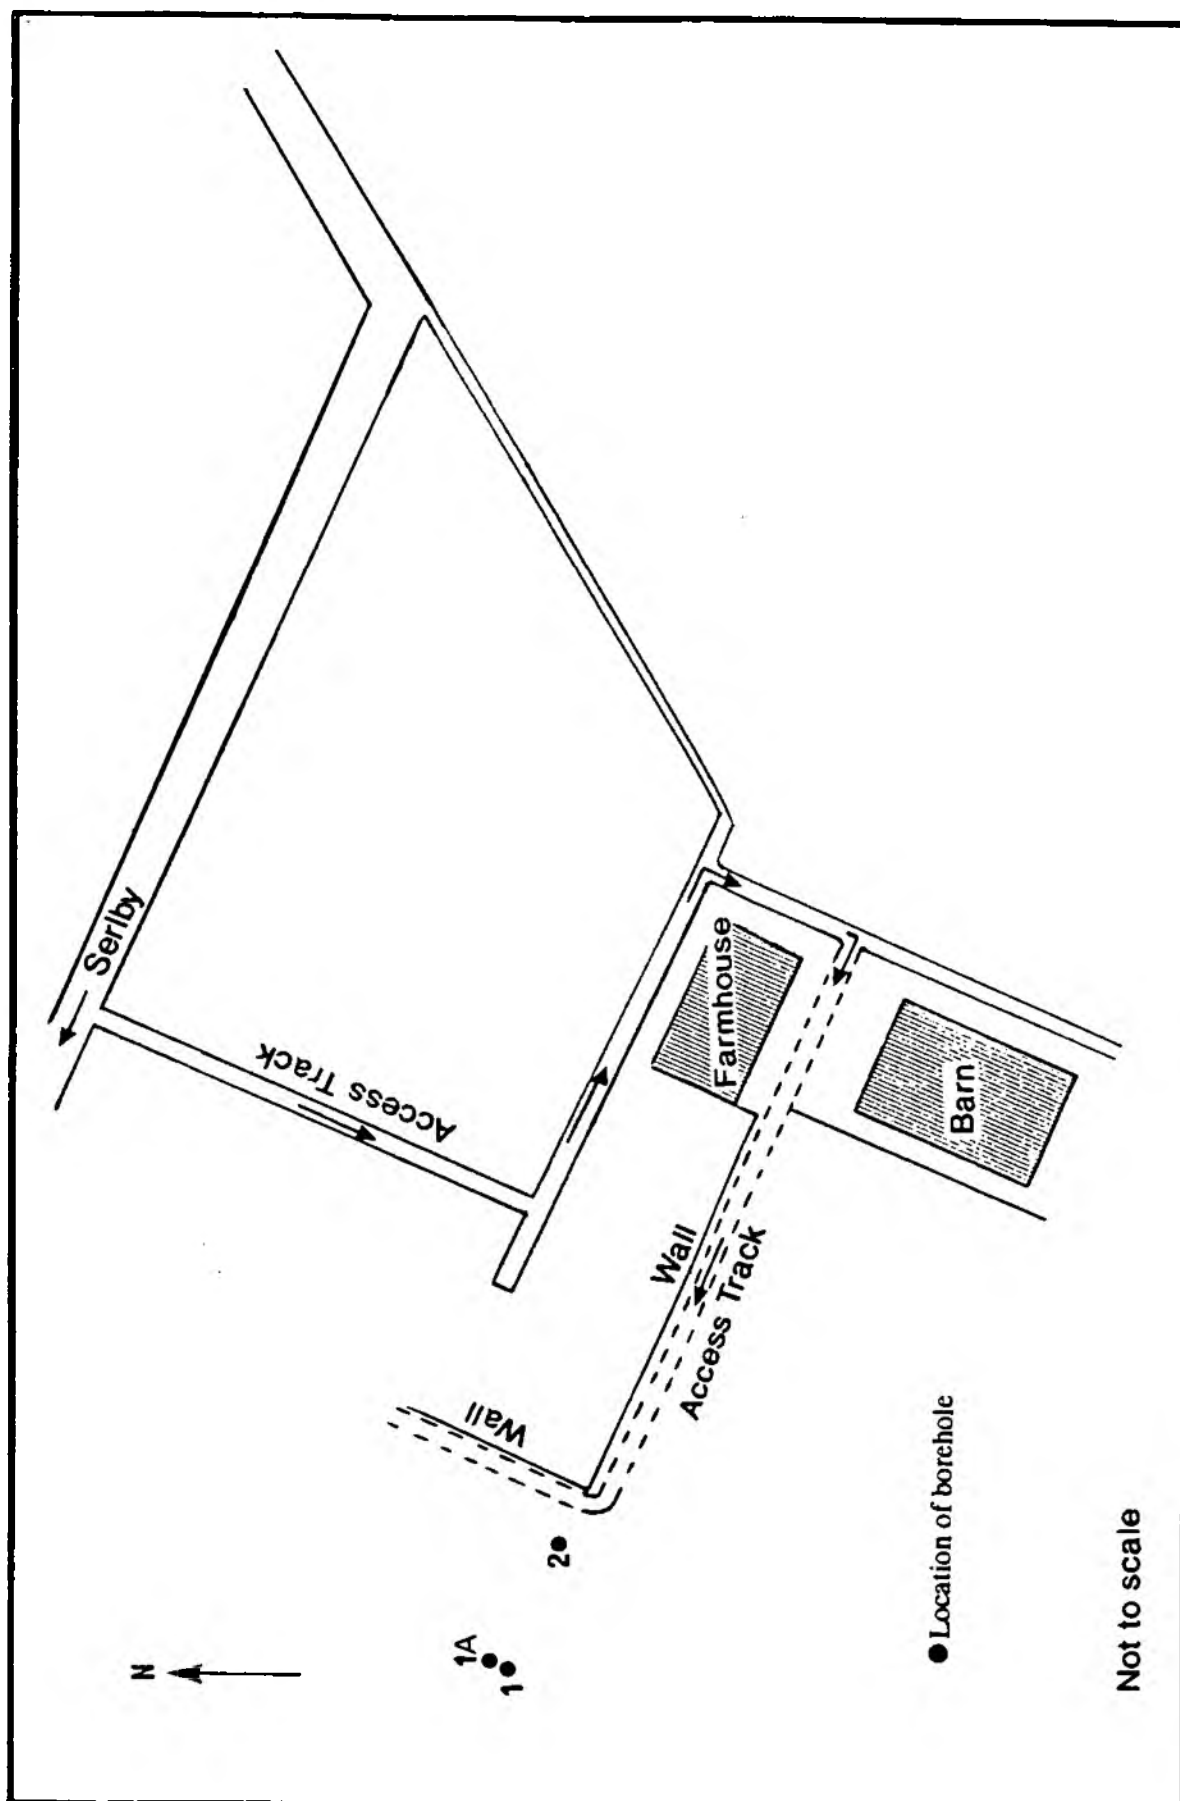 Serlby
Access Track
Farmhouse
Barn
Wall
Access Track
Wall
N
1A
1
2
Location of borehole
Not to scale